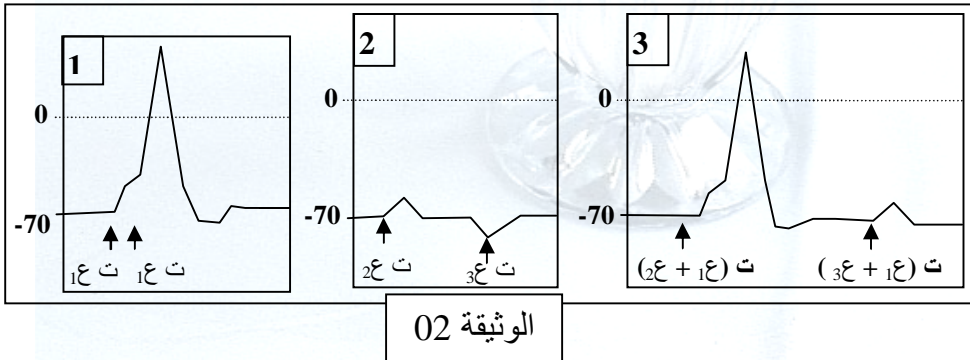 1
2
3
0
-70
ت ع1 ت ع1
0
-70
ت ع2 ت ع3
0
-70
ت (ع1 + ع2) ت (ع1 + ع3 )
الوثيقة 02